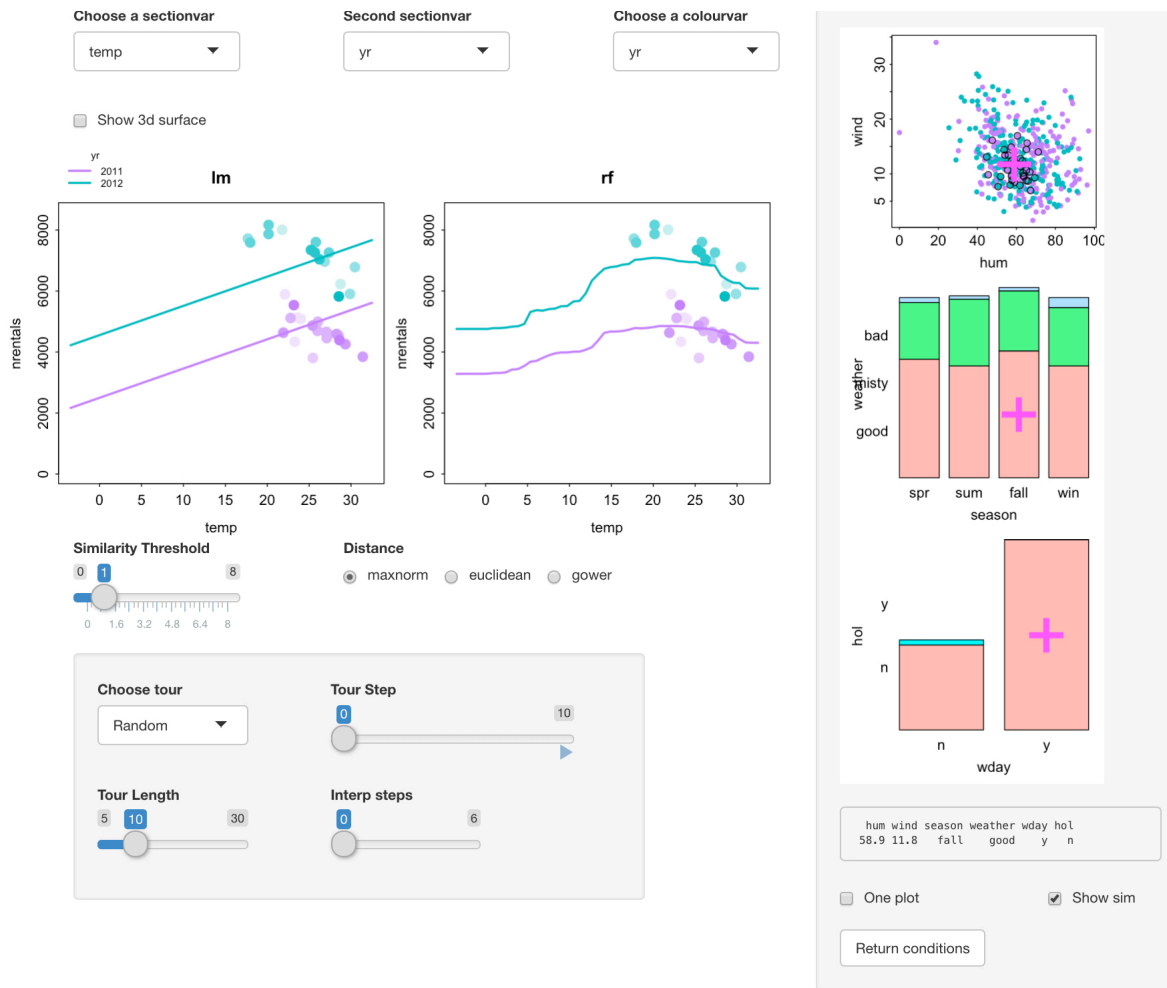 Choose a sectionvar
Second sectionvar
Choose a colourvar
temp
yr
yr
Show 3d surface
yr
2011
2012
lm
rf
nrentals
0
2000
4000
6000
8000
0
5
10
15
20
25
30
temp
nrentals
0
2000
4000
6000
8000
0
5
10
15
20
25
30
temp
Similarity Threshold
0
1
8
0
1.6
3.2
4.8
6.4
8
Distance
maxnorm
euclidean
gower
Choose tour
Random
Tour Step
0
10
Tour Length
5
10
30
Interp steps
0
6
wind
5
10
20
30
0
20
40
60
80
100
hum
weather
bad
misty
good
spr
sum
fall
win
season
hol
y
n
n
y
wday
hum wind season weather wday hol
58.9 11.8 fall good y n
One plot
Show sim
Return conditions